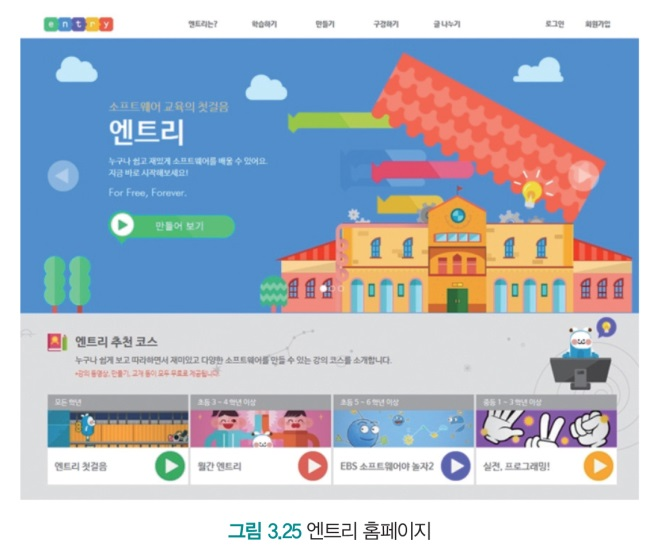 entry
엔트리는? 학습하기 만들기 구경하기 글 나누기 로그인 회원가입
소프트웨어 교육의 첫걸음
엔트리
누구나 쉽고 재밌게 소프트웨어를 배울 수 있어요.
지금 바로 시작해보세요!
For Free, Forever.
만들어 보기
엔트리 추천 코스
누구나 쉽게 보고 따라하면서 재미있고 다양한 소프트웨어를 만들 수 있는 강의 코스를 소개합니다.
*강의 동영상, 만들기, 교재 등이 모두 무료로 제공됩니다.
모든 학년
초등 3 ~ 4 학년 이상
초등 5 ~ 6 학년 이상
중등 1 ~ 3 학년 이상
엔트리 첫걸음
월간 엔트리
EBS 소프트웨어야 놀자2
실전, 프로그래밍!
그림 3.25 엔트리 홈페이지